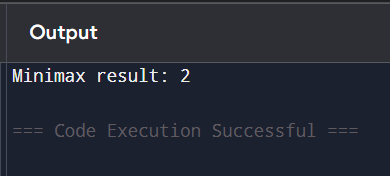 Output
Minimax result: 2
=== Code Execution Successful ===